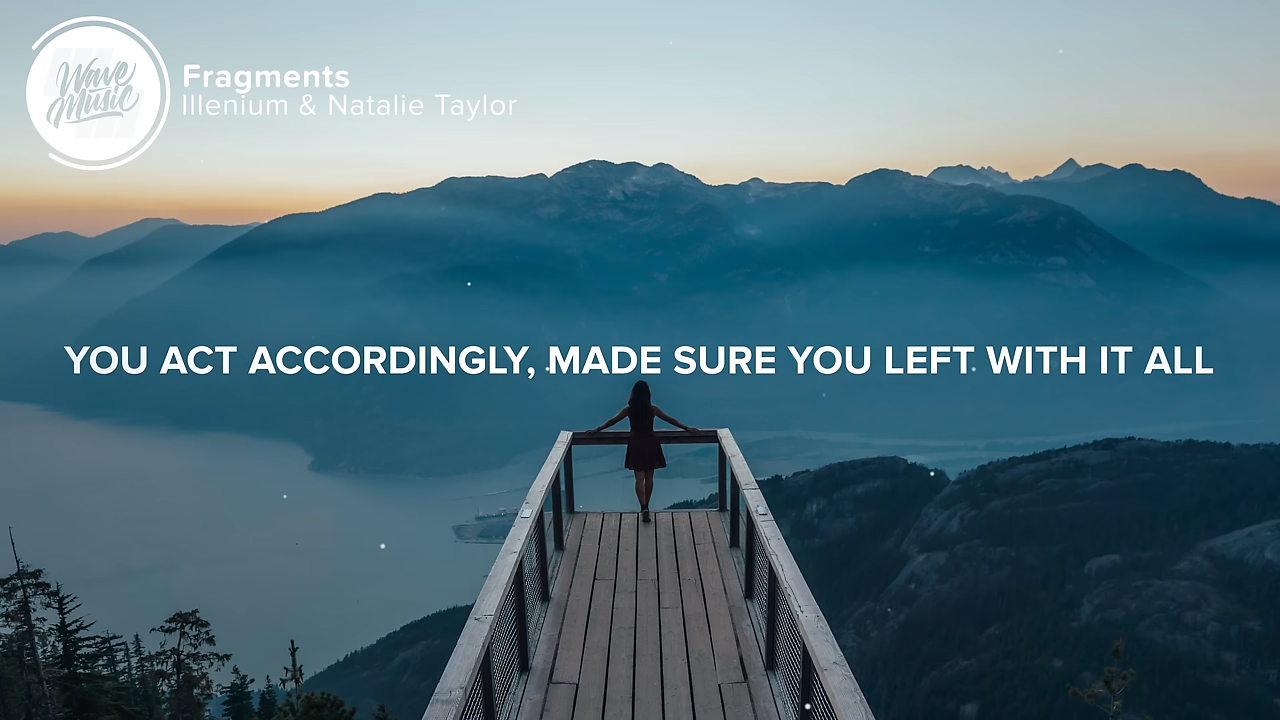 Wave
Music
Fragments
Illenium & Natalie Taylor
YOU ACT ACCORDINGLY, MADE SURE YOU LEFT WITH IT ALL